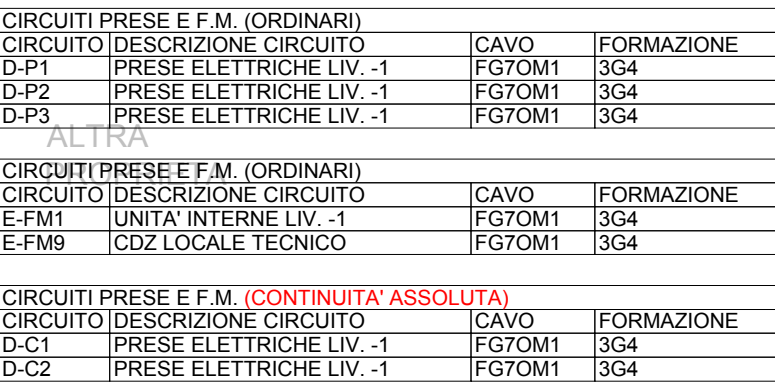 CIRCUITI PRESE E F.M. (ORDINARI)
CIRCUITO DESCRIZIONE CIRCUITO CAVO FORMAZIONE
D-P1 PRESE ELETTRICHE LIV. -1 FG7OM1 3G4
D-P2 PRESE ELETTRICHE LIV. -1 FG7OM1 3G4
D-P3 PRESE ELETTRICHE LIV. -1 FG7OM1 3G4
ALTRA
PROPRIETA
CIRCUITI PRESE E F.M. (ORDINARI)
CIRCUITO DESCRIZIONE CIRCUITO CAVO FORMAZIONE
E-FM1 UNITA' INTERNE LIV. -1 FG7OM1 3G4
E-FM9 CDZ LOCALE TECNICO FG7OM1 3G4
CIRCUITI PRESE E F.M. (CONTINUITA' ASSOLUTA)
CIRCUITO DESCRIZIONE CIRCUITO CAVO FORMAZIONE
D-C1 PRESE ELETTRICHE LIV. -1 FG7OM1 3G4
D-C2 PRESE ELETTRICHE LIV. -1 FG7OM1 3G4